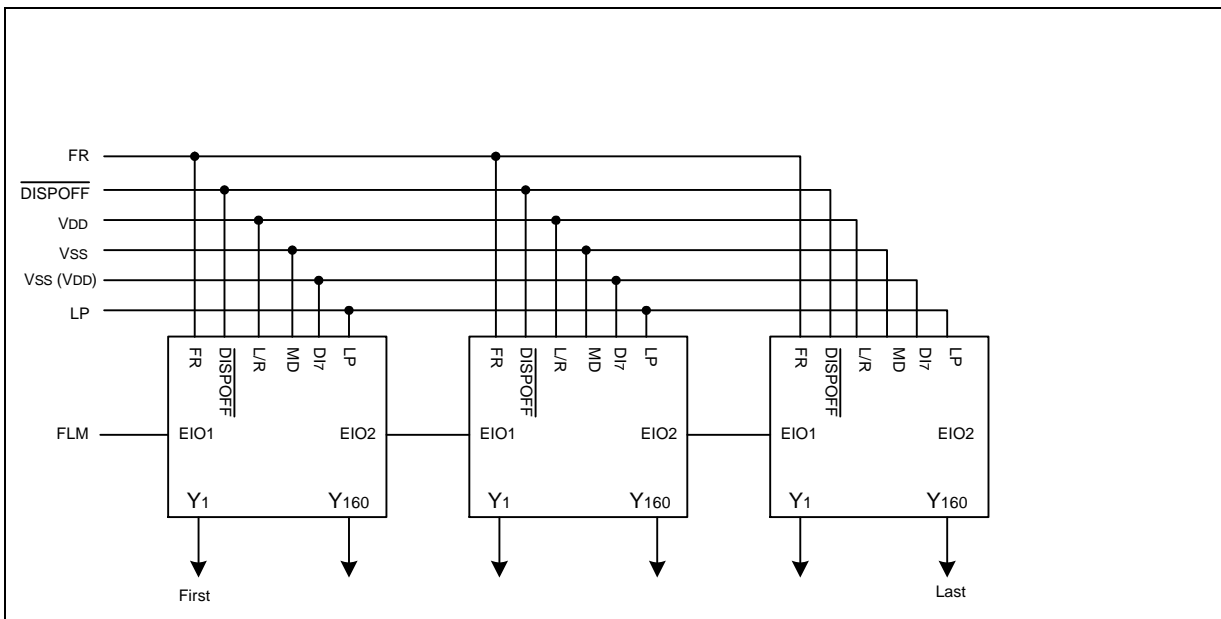 FR
DISPOFF
VDD
VSS
VSS (VDD)
LP
FR DISPOFF L/R MD DI7 LP
FR DISPOFF L/R MD DI7 LP
FR DISPOFF L/R MD DI7 LP
FLM
EIO1 EIO2
EIO1 EIO2
EIO1 EIO2
Y1 Y160
Y1 Y160
Y1 Y160
First
Last